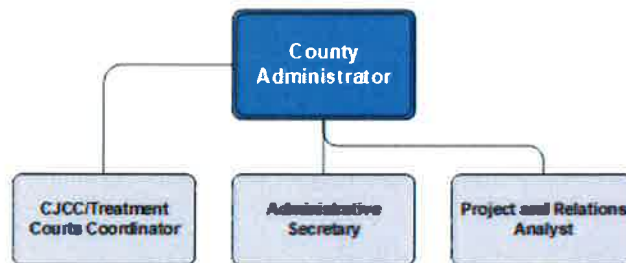 County
Administrator
CJCC/Treatment
Courts Coordinator
Administrative
Secretary
Project and Relations
Analyst